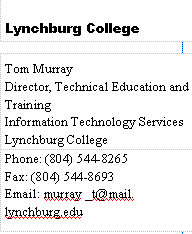 Lynchburg College
Tom Murray
Director, Technical Education and
Training
Information Technology Services
Lynchburg College
Phone: (804) 544-8265
Fax: (804) 544-8693
Email: murray _t@mail.
lynchburg.edu